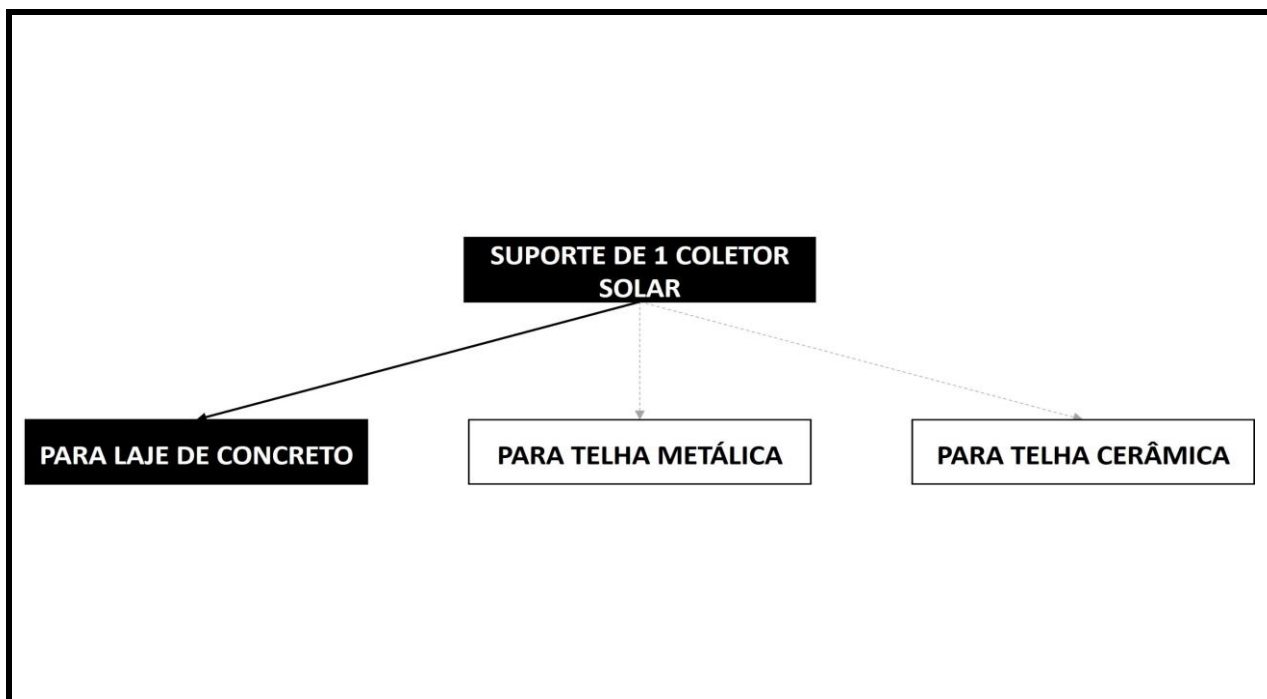 SUPORTE DE 1 COLETOR
SOLAR
PARA LAJE DE CONCRETO
PARA TELHA METÁLICA
PARA TELHA CERÂMICA